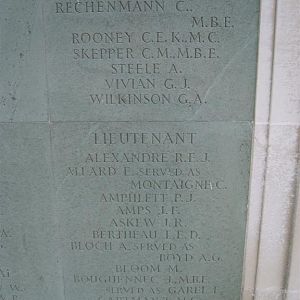 RECHENMANN C.,
M.B.E.
ROONEY C.E.K., M.C.
SKEPPER C.M., M.B.E.
STEELE A.
VIVIAN G.J.
WILKINSON G.A.
LIEUTENANT
ALEXANDRE R.E.J.
ALLARD E. SERVED AS
MONTAIGNE C.
AMPHLETT P.J.
AMPS J.F.
ASKEW J.R.
BERTHEAU L.E.D.
BLOCH A. SERVED AS
BOYD A.G.
BLOOM M.
BOUGUENNEC J., M.B.E.
SERVED AS GAREL F.